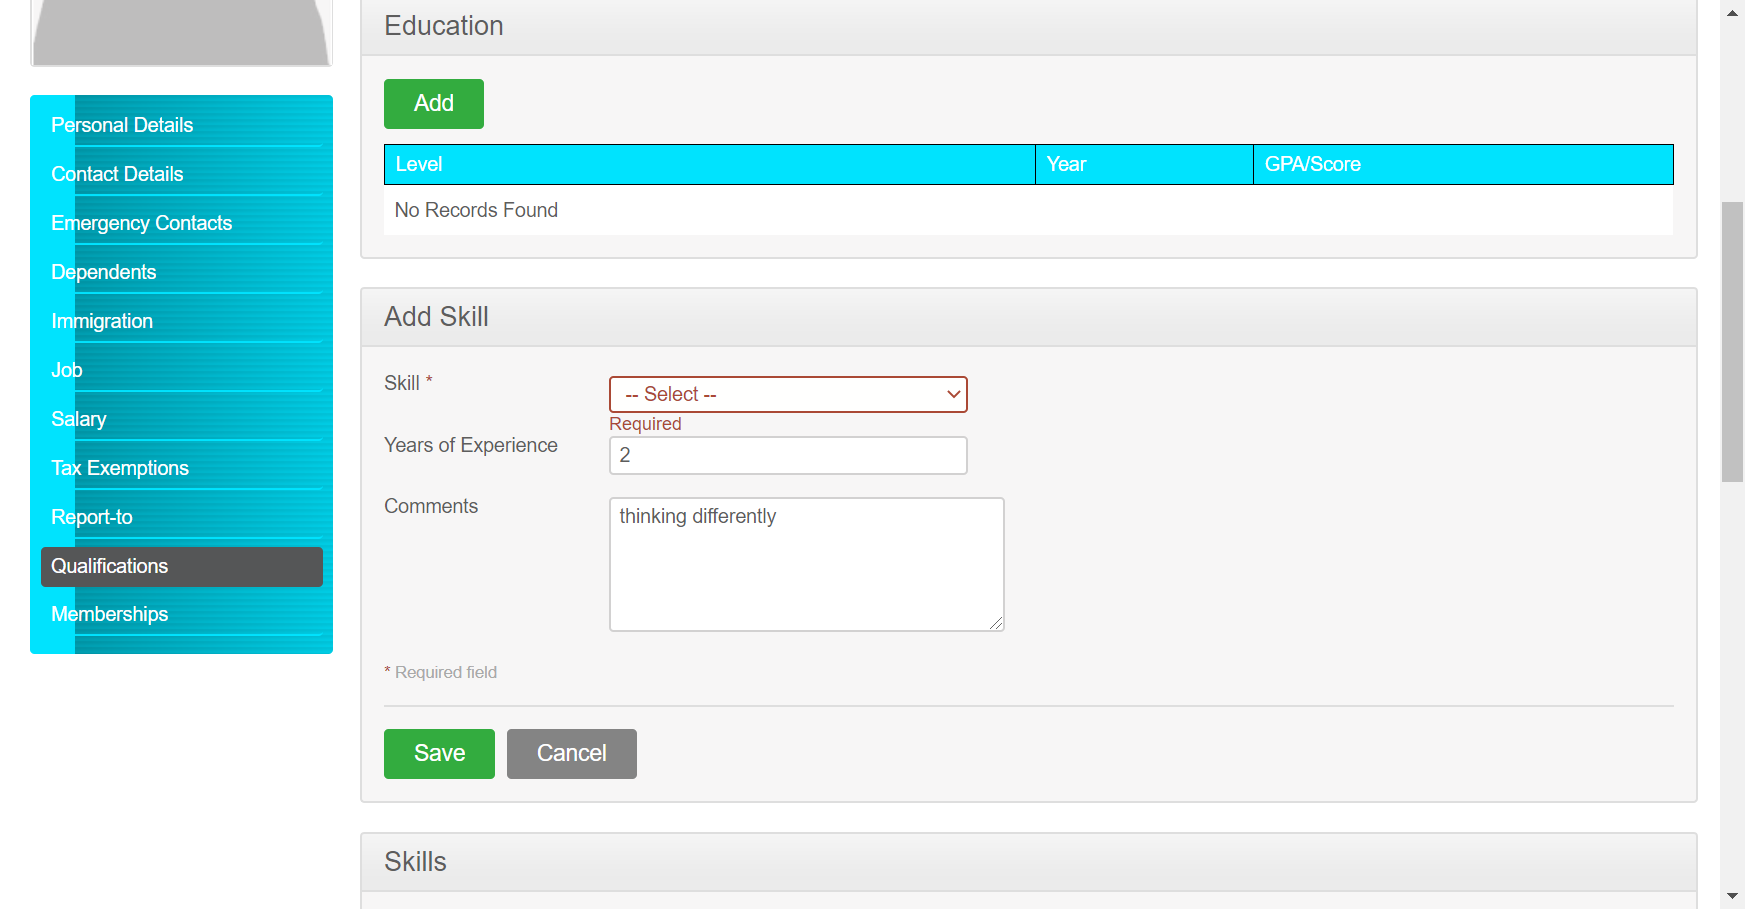 Personal Details
Contact Details
Emergency Contacts
Dependents
Immigration
Job
Salary
Tax Exemptions
Report-to
Qualifications
Memberships
Education
Add
Level Year GPA/Score
No Records Found
Add Skill
Skill * -- Select --
Required
Years of Experience 2
Comments thinking differently
* Required field
Save Cancel
Skills